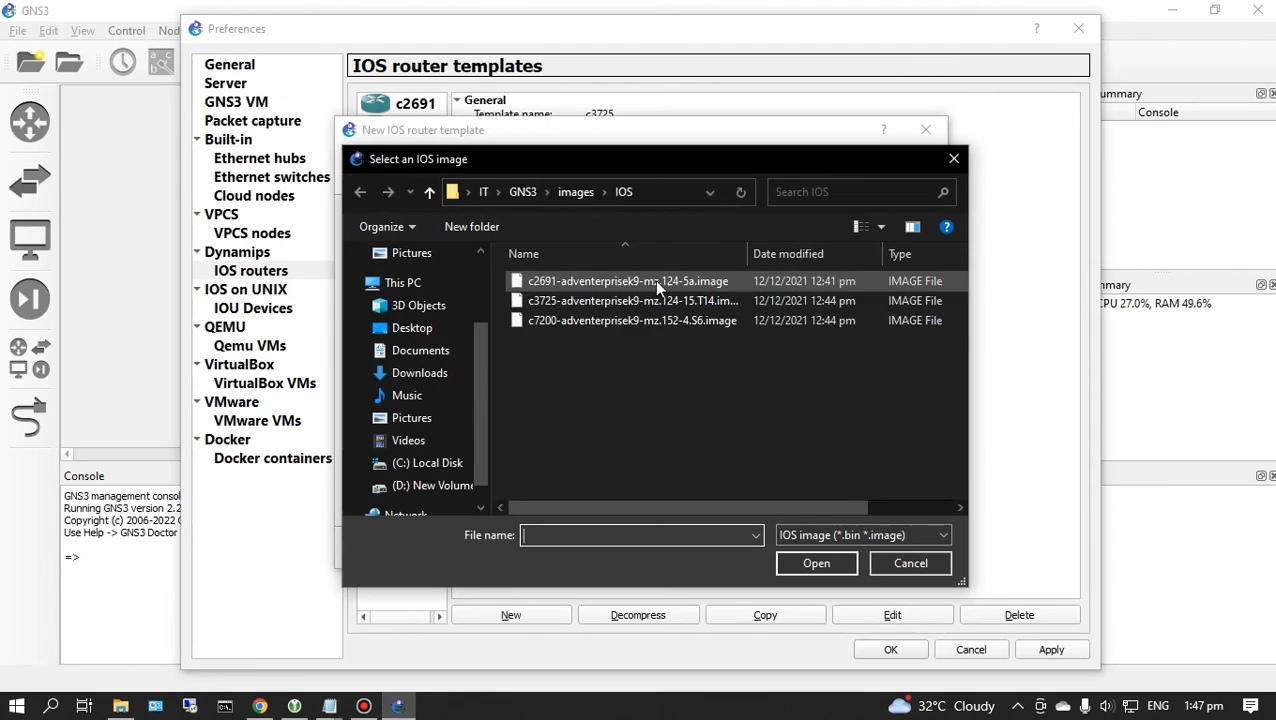 GNS3
File Edit View Control Nod
Preferences
General
Server
GNS3 VM
Packet capture
Built-in
Ethernet hubs
Ethernet switches
Cloud nodes
VPCS
VPCS nodes
Dynamips
IOS routers
IOS on UNIX
IOU Devices
QEMU
Qemu VMs
VirtualBox
VirtualBox VMs
VMware
VMware VMs
Docker
Docker containers
IOS router templates
c2691
General
Template name: c3725
New IOS router template
Select an IOS image
IT > GNS3 > images > IOS
Search IOS
Organize
New folder
Pictures
This PC
3D Objects
Desktop
Documents
Downloads
Music
Pictures
Videos
(C:) Local Disk
(D:) New Volume
Network
Name Date modified Type
c2691-adventerprisek9-mz.124-5a.image 12/12/2021 12:41 pm IMAGE File
c3725-adventerprisek9-mz.124-15.T14.im... 12/12/2021 12:44 pm IMAGE File
c7200-adventerprisek9-mz.152-4.S6.image 12/12/2021 12:44 pm IMAGE File
File name:
IOS image (*.bin *.image)
Open Cancel
New Decompress Copy Edit Delete
OK Cancel Apply
ummary
Console
ummary
CPU 27.0%, RAM 49.6%
Console
GNS3 management consol
Running GNS3 version 2.2
Copyright (c) 2006-2022 G
Use Help -> GNS3 Doctor
=>
32°C Cloudy
ENG
1:47 pm